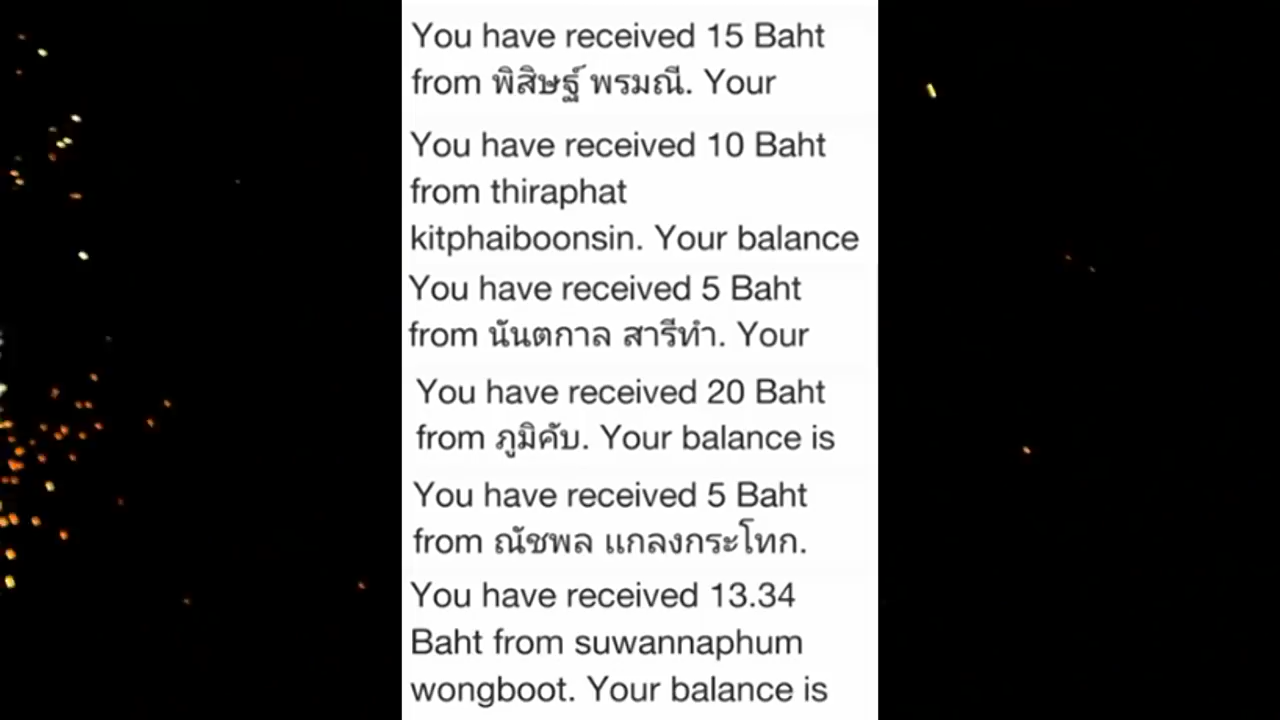 You have received 15 Baht
from พิสิษฐ์ พรมณี. Your
You have received 10 Baht
from thiraphat
kitphaiboonsin. Your balance
You have received 5 Baht
from นันตกาล สารีทำ. Your
You have received 20 Baht
from ภูมิคับ. Your balance is
You have received 5 Baht
from ณัชพล แกลงกระโทก.
You have received 13.34
Baht from suwannaphum
wongboot. Your balance is